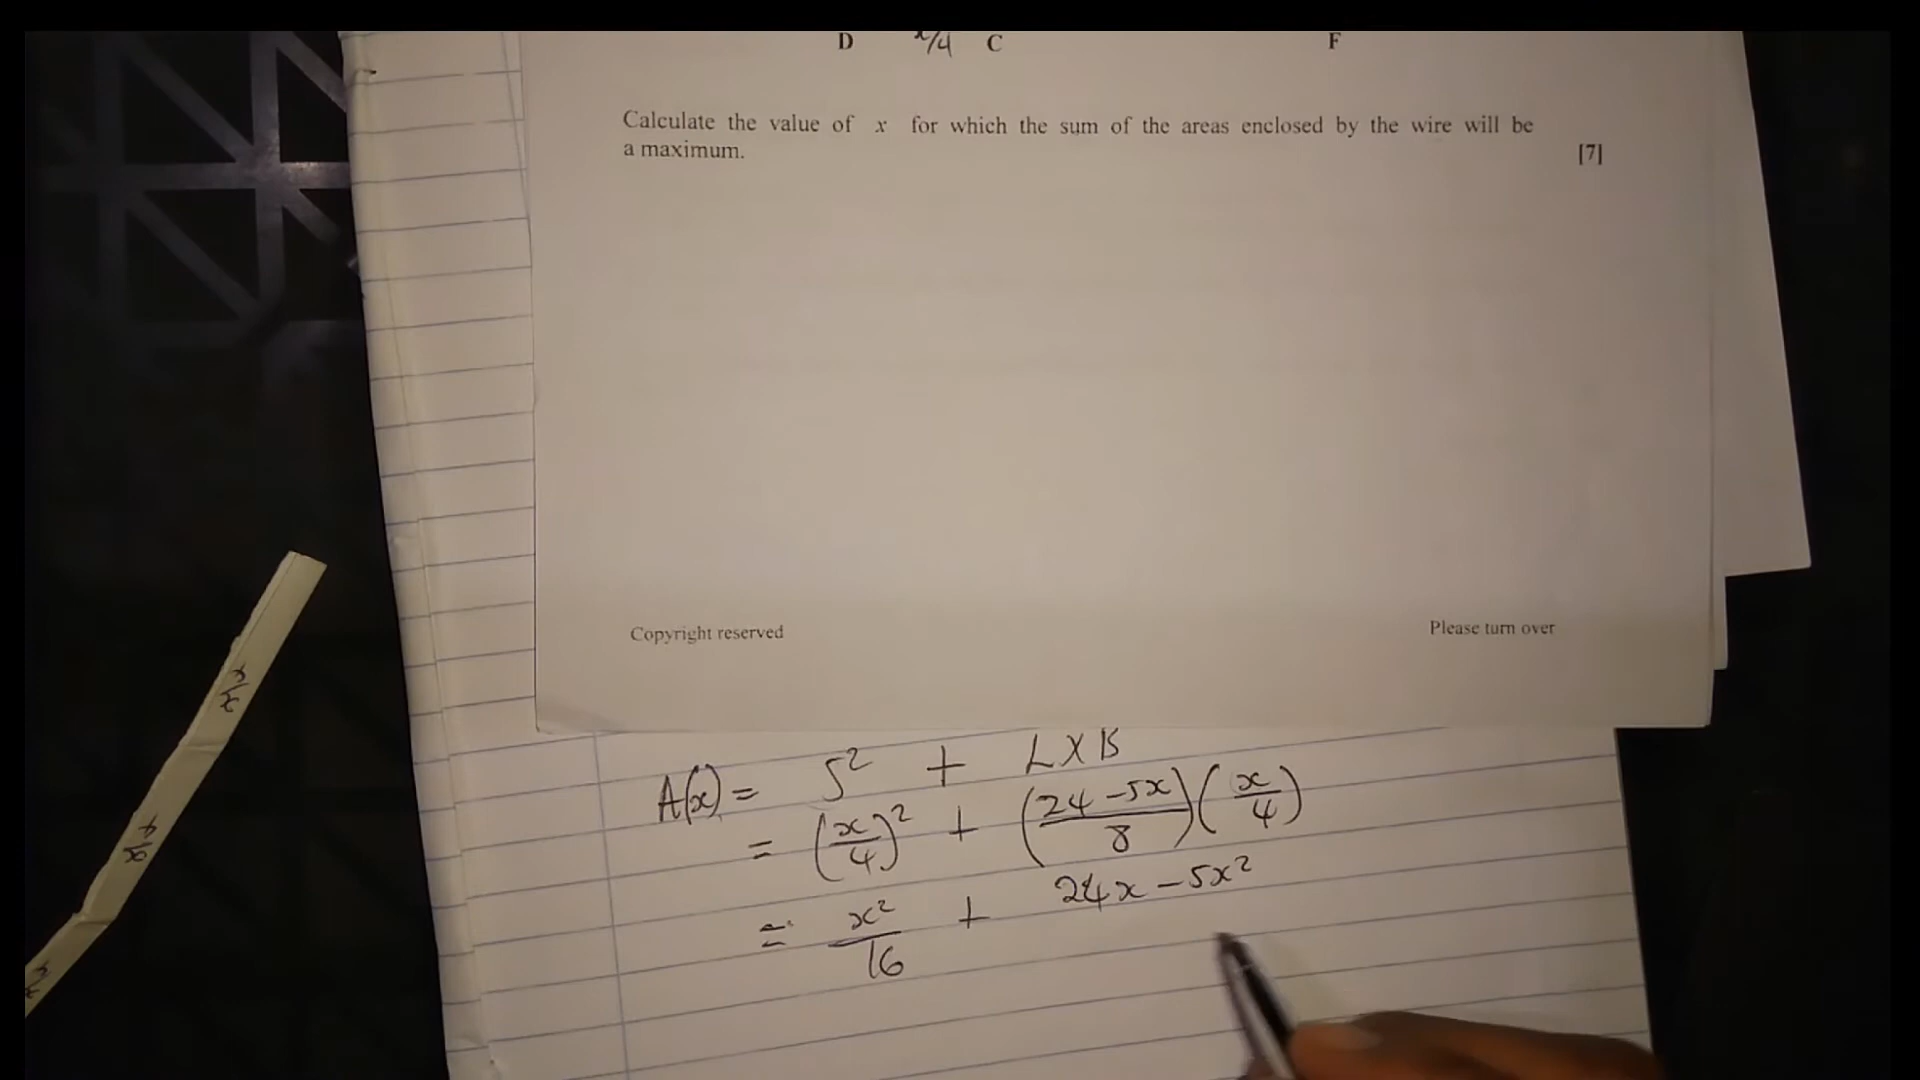 D x/4 C F
Calculate the value of x for which the sum of the areas enclosed by the wire will be
a maximum. [7]
Copyright reserved Please turn over
A(x) = S² + L X B
= (x/4)² + (24 - 5x/8)(x/4)
= x²/16 + 24x - 5x²